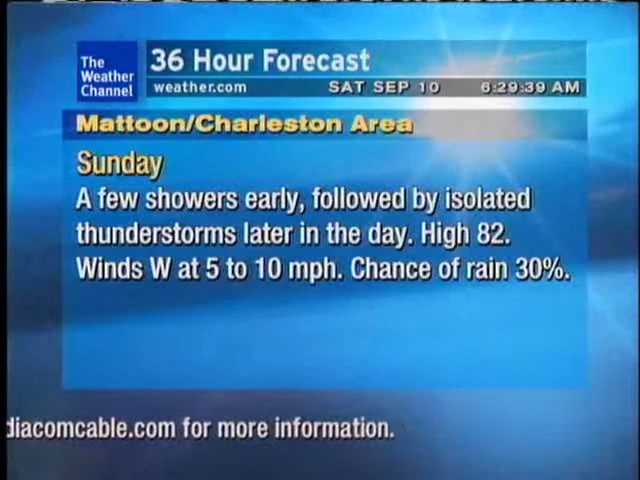 The
Weather
Channel
36 Hour Forecast
weather.com SAT SEP 10 6:29:39 AM
Mattoon/Charleston Area
Sunday
A few showers early, followed by isolated
thunderstorms later in the day. High 82.
Winds W at 5 to 10 mph. Chance of rain 30%.
diacomcable.com for more information.